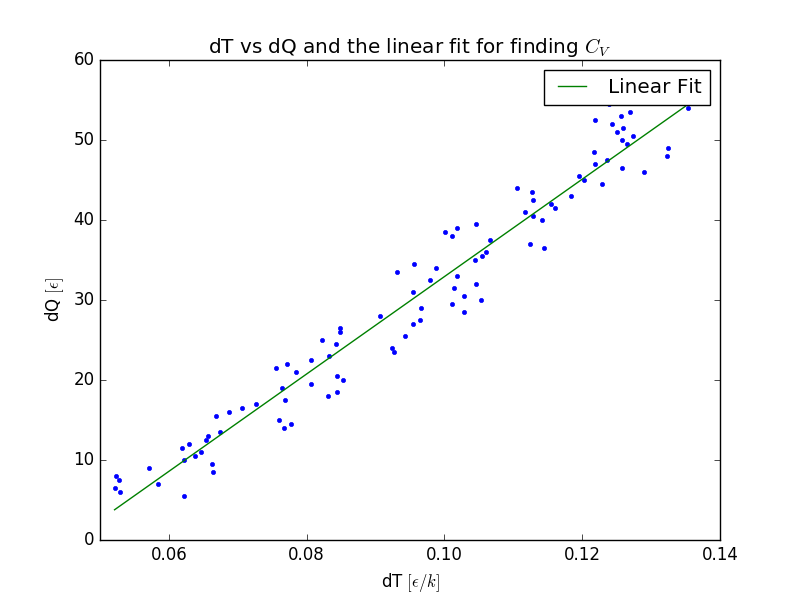 dT vs dQ and the linear fit for finding $C_V$
Linear Fit
60
50
40
30
20
10
0
dQ [ϵ]
0.06 0.08 0.10 0.12 0.14
dT [ϵ/k]